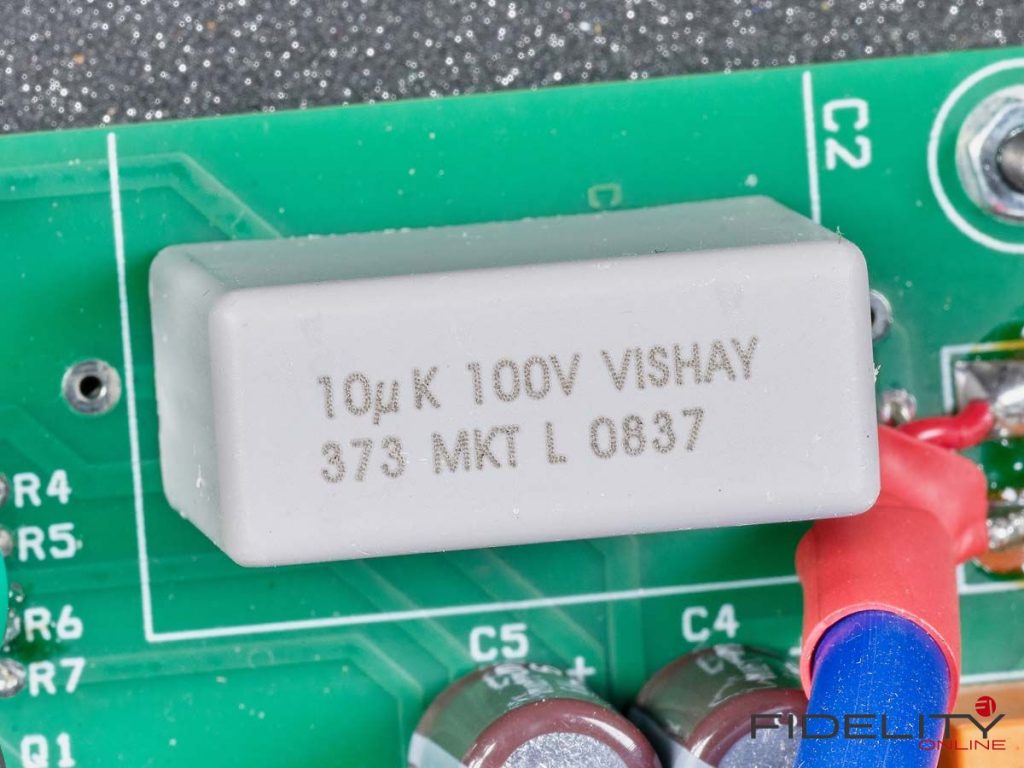 C2
C
10µK 100V VISHAY
373 MKT L 0837
R4
R5
R6
R7
C5
+
C4
Q1
FIDELITY
ONLINE